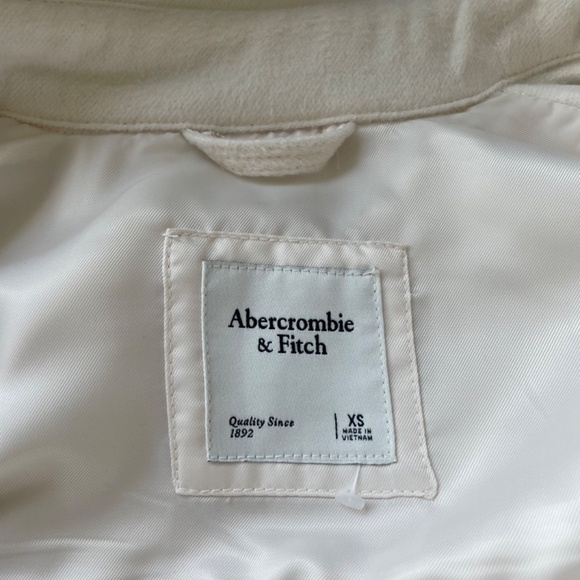 Abercrombie
& Fitch
Quality Since
1892
XS
MADE IN
VIETNAM